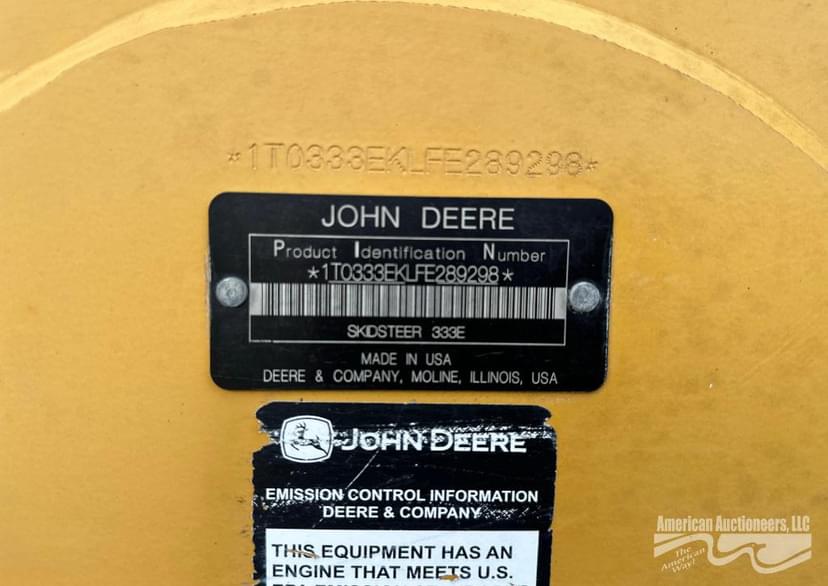 *1T0333EKLFE289298*
JOHN DEERE
Product Identification Number
*1T0333EKLFE289298*
SKIDSTEER 333E
MADE IN USA
DEERE & COMPANY, MOLINE, ILLINOIS, USA
JOHN DEERE
EMISSION CONTROL INFORMATION
DEERE & COMPANY
THIS EQUIPMENT HAS AN
ENGINE THAT MEETS U.S.
American Auctioneers, LLC
The
American
Way!